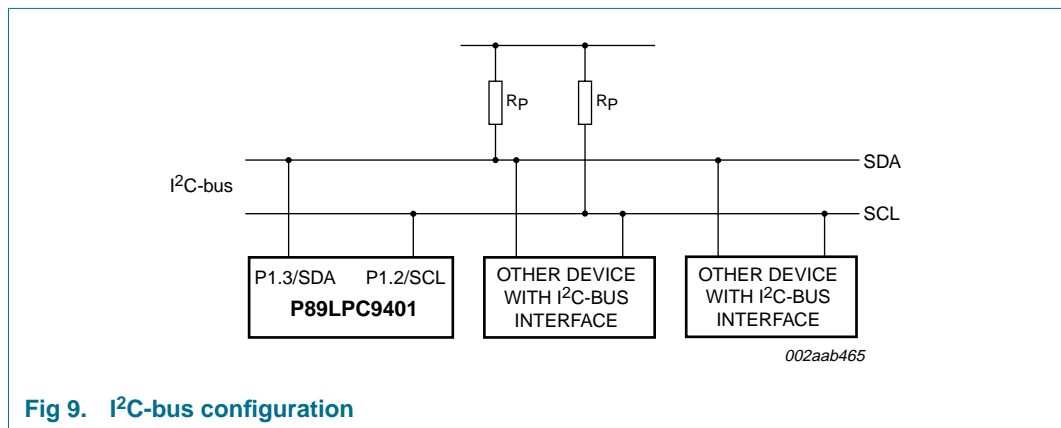 RP RP
SDA
I2C-bus
SCL
P1.3/SDA P1.2/SCL
P89LPC9401
OTHER DEVICE
WITH I2C-BUS
INTERFACE
OTHER DEVICE
WITH I2C-BUS
INTERFACE
002aab465
Fig 9. I2C-bus configuration